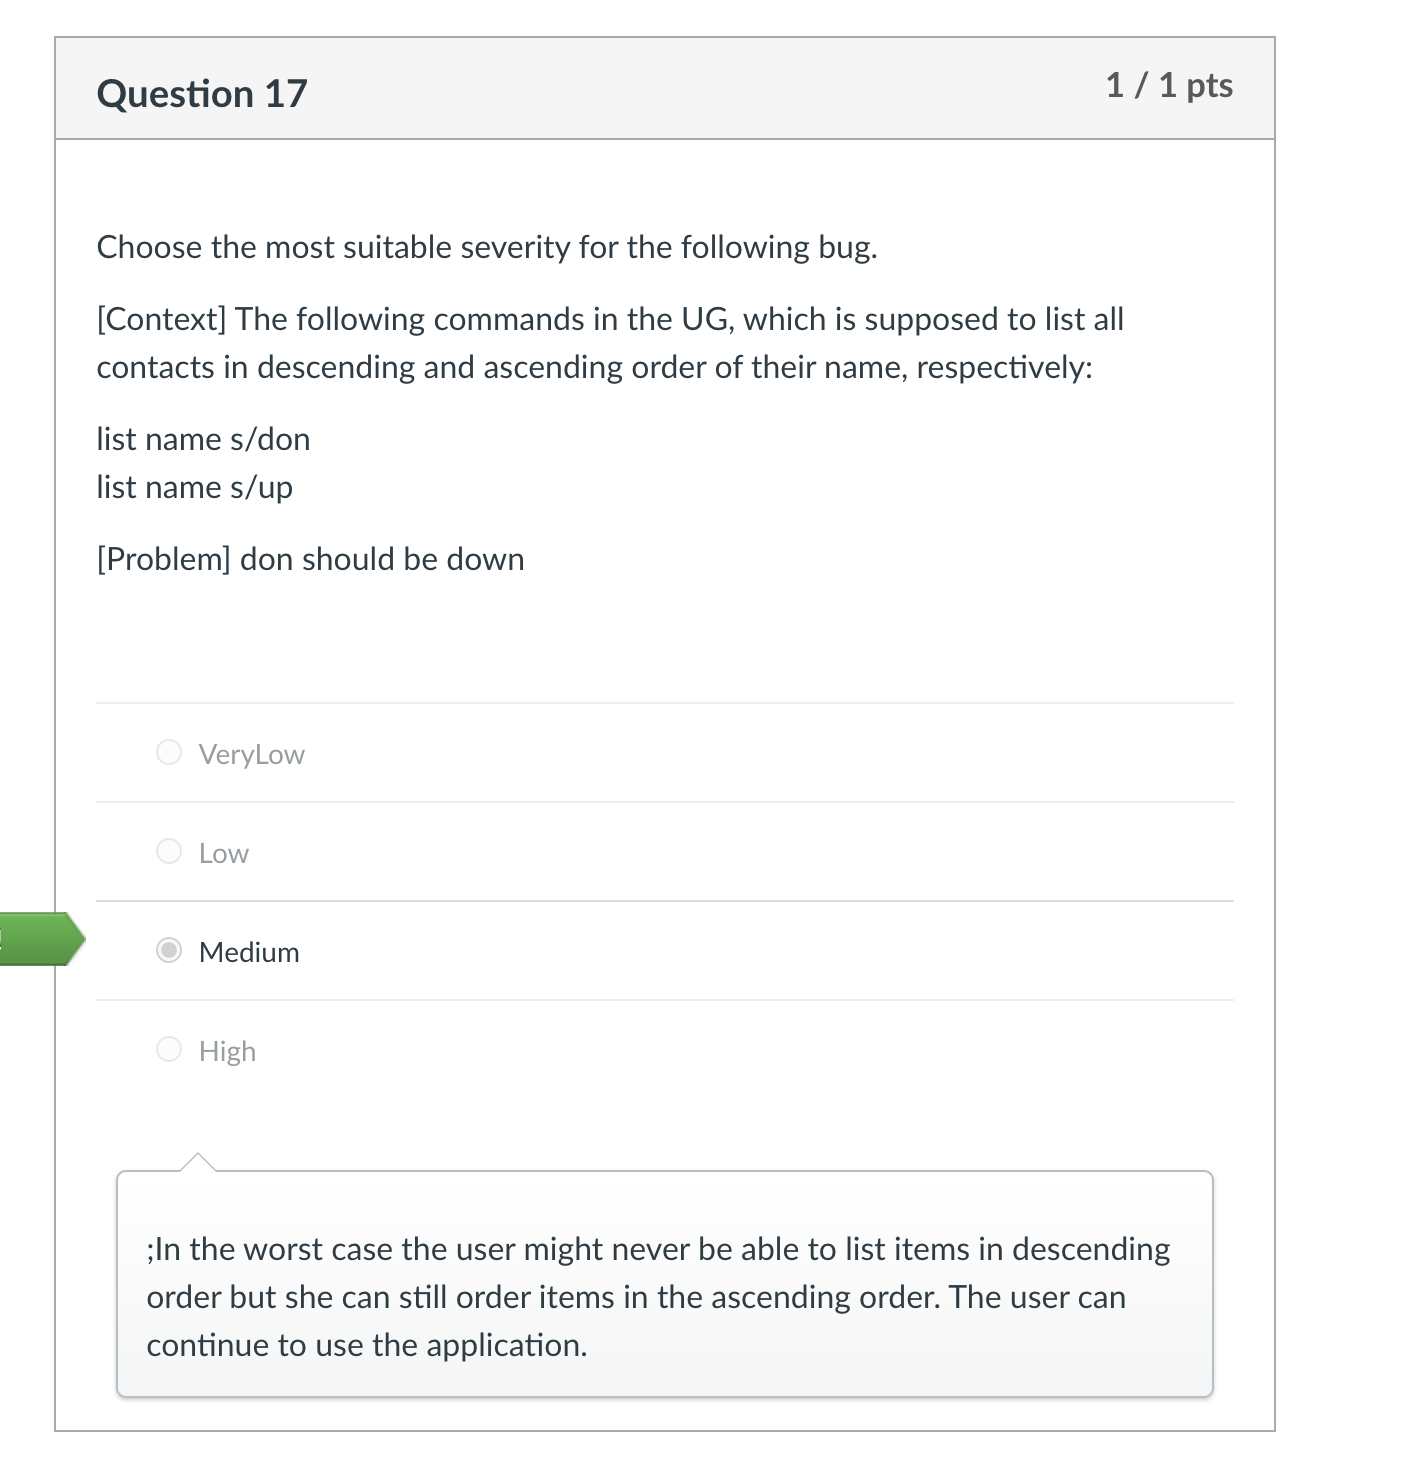 Question 17
1 / 1 pts
Choose the most suitable severity for the following bug.
[Context] The following commands in the UG, which is supposed to list all
contacts in descending and ascending order of their name, respectively:
list name s/don
list name s/up
[Problem] don should be down
VeryLow
Low
Medium
High
;In the worst case the user might never be able to list items in descending
order but she can still order items in the ascending order. The user can
continue to use the application.